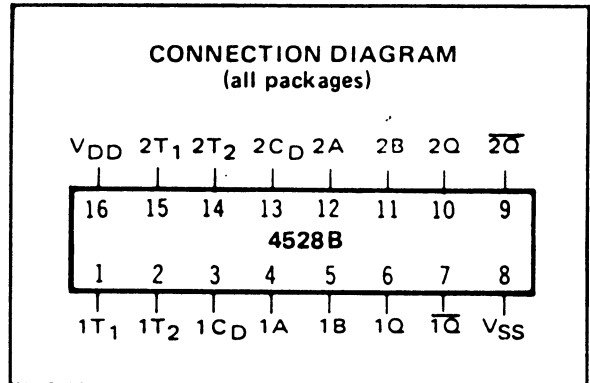 CONNECTION DIAGRAM
(all packages)
VDD 2T1 2T2 2CD 2A 2B 2Q 2Q̅
16 15 14 13 12 11 10 9
4528B
1 2 3 4 5 6 7 8
1T1 1T2 1CD 1A 1B 1Q 1Q̅ VSS